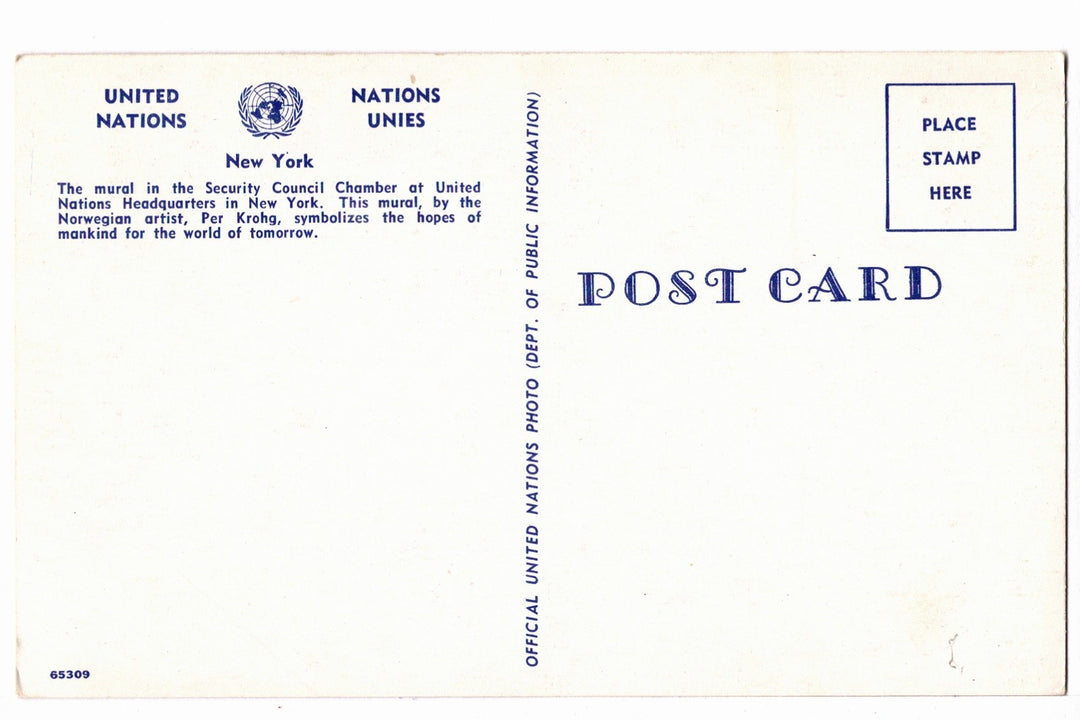 UNITED
NATIONS
NATIONS
UNIES
New York
The mural in the Security Council Chamber at United
Nations Headquarters in New York. This mural, by the
Norwegian artist, Per Krohg, symbolizes the hopes of
mankind for the world of tomorrow.
65309
OFFICIAL UNITED NATIONS PHOTO (DEPT. OF PUBLIC INFORMATION)
PLACE
STAMP
HERE
POST CARD